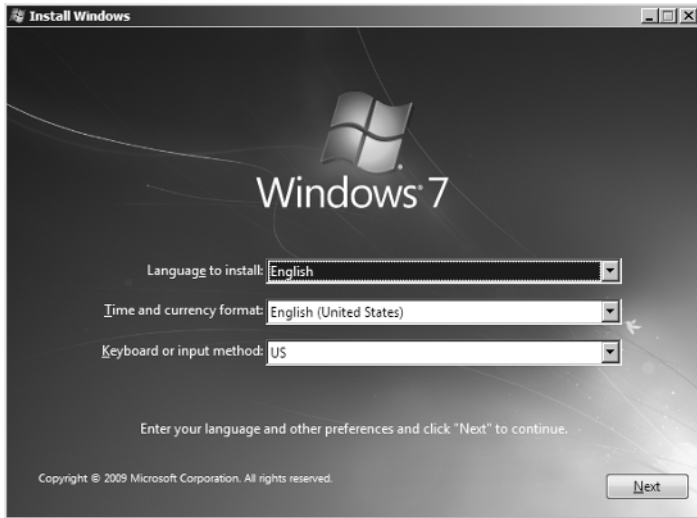 Install Windows
Windows 7
Language to install: English
Time and currency format: English (United States)
Keyboard or input method: US
Enter your language and other preferences and click "Next" to continue.
Copyright © 2009 Microsoft Corporation. All rights reserved.
Next